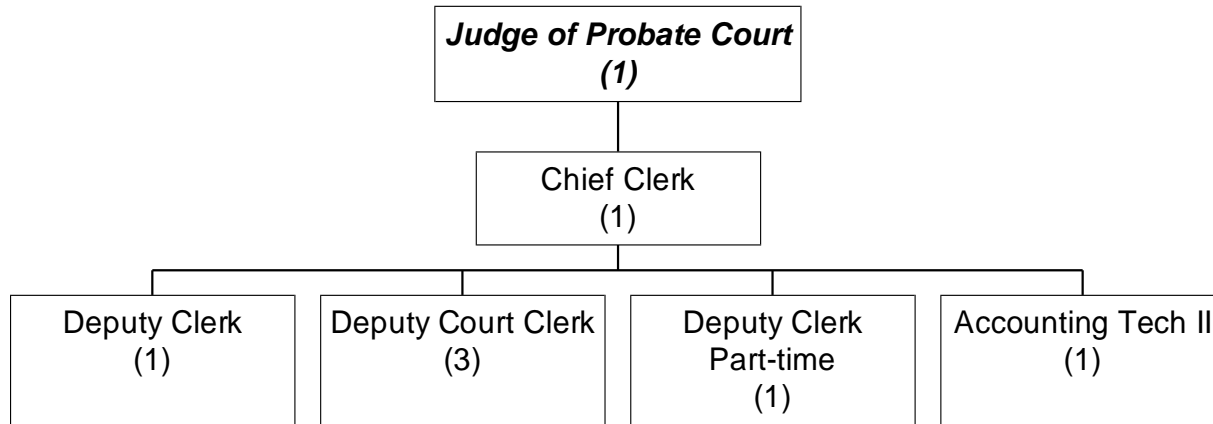 Judge of Probate Court
(1)
Chief Clerk
(1)
Deputy Clerk
(1)
Deputy Court Clerk
(3)
Deputy Clerk
Part-time
(1)
Accounting Tech II
(1)